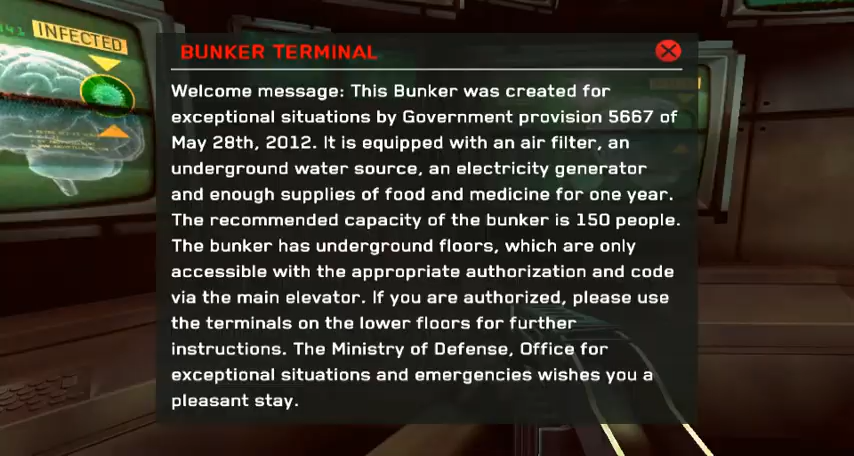 INFECTED
BUNKER TERMINAL
Welcome message: This Bunker was created for
exceptional situations by Government provision 5667 of
May 28th, 2012. It is equipped with an air filter, an
underground water source, an electricity generator
and enough supplies of food and medicine for one year.
The recommended capacity of the bunker is 150 people.
The bunker has underground floors, which are only
accessible with the appropriate authorization and code
via the main elevator. If you are authorized, please use
the terminals on the lower floors for further
instructions. The Ministry of Defense, Office for
exceptional situations and emergencies wishes you a
pleasant stay.